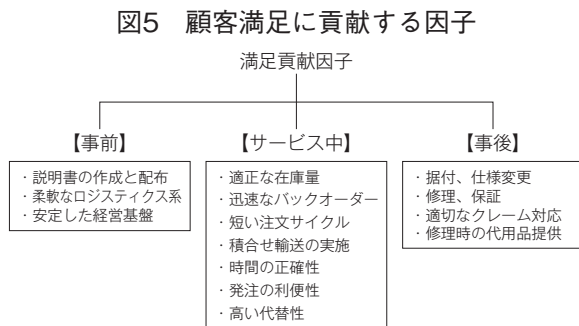 図5　顧客満足に貢献する因子
満足貢献因子
【事前】
・説明書の作成と配布
・柔軟なロジスティクス系
・安定した経営基盤
【サービス中】
・適正な在庫量
・迅速なバックオーダー
・短い注文サイクル
・積合せ輸送の実施
・時間の正確性
・発注の利便性
・高い代替性
【事後】
・据付、仕様変更
・修理、保証
・適切なクレーム対応
・修理時の代用品提供